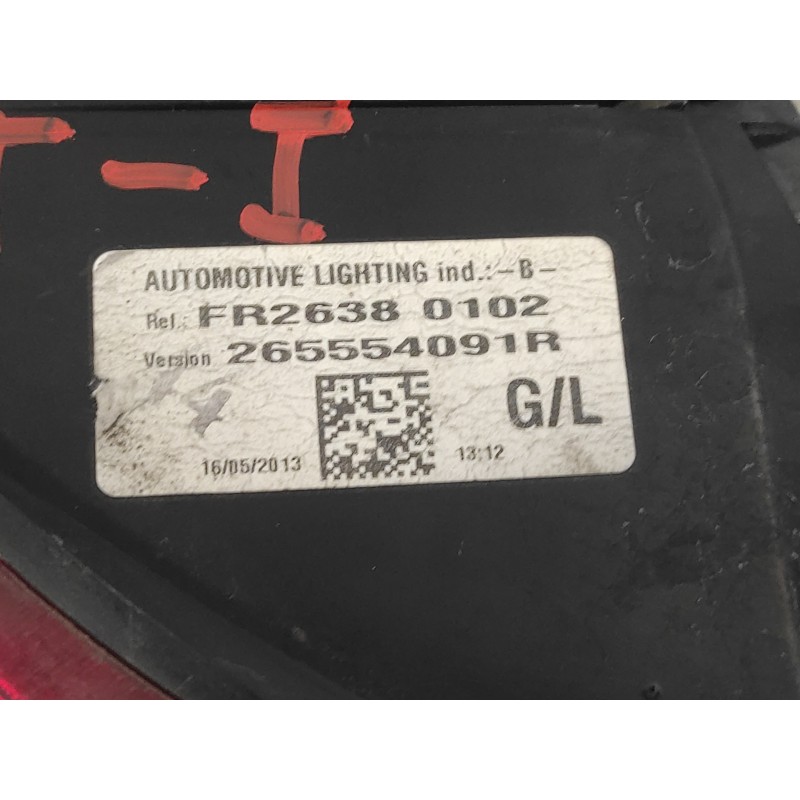 T-I
AUTOMOTIVE LIGHTING ind.:-B-
Ref.: FR2638 0102
Version 265554091R
G/L
16/05/2013 13:12